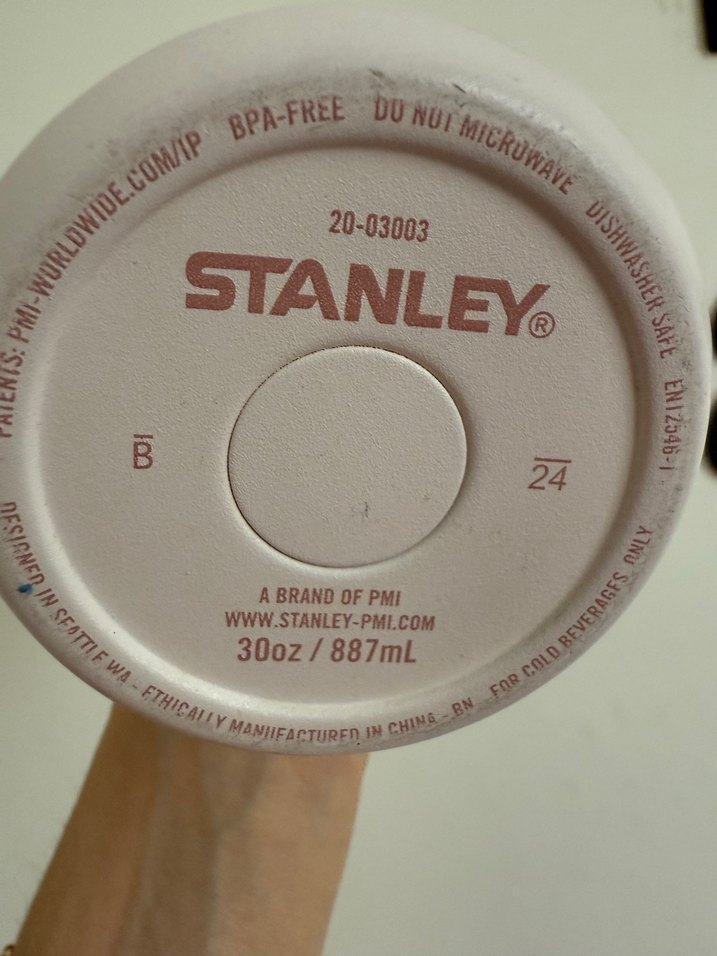 PATENTS: PMI-WORLDWIDE.COM/IP BPA-FREE DO NOT MICROWAVE DISHWASHER SAFE EN12546-1
20-03003
STANLEY®
B
24
A BRAND OF PMI
WWW.STANLEY-PMI.COM
30oz / 887mL
DESIGNED IN SEATTLE WA - ETHICALLY MANUFACTURED IN CHINA - BN FOR COLD BEVERAGES ONLY